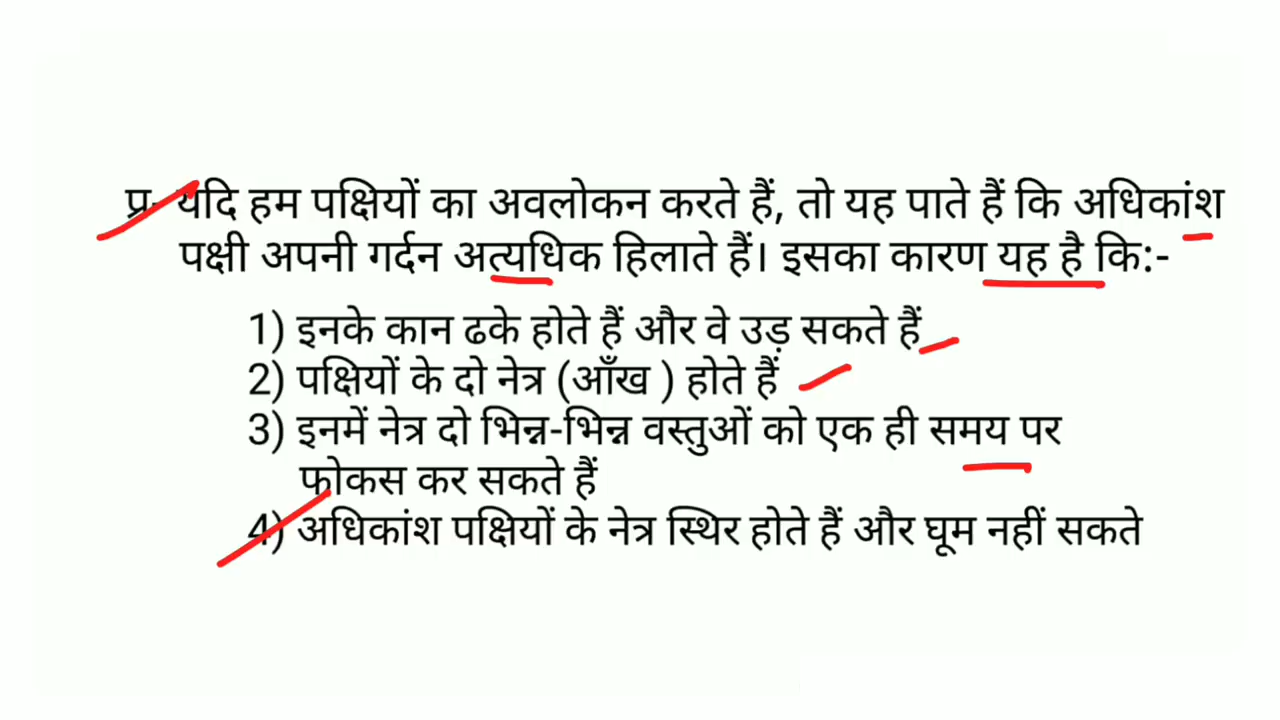 प्र- यदि हम पक्षियों का अवलोकन करते हैं, तो यह पाते हैं कि अधिकांश
पक्षी अपनी गर्दन अत्यधिक हिलाते हैं। इसका कारण यह है कि:-
1) इनके कान ढके होते हैं और वे उड़ सकते हैं
2) पक्षियों के दो नेत्र (आँख ) होते हैं
3) इनमें नेत्र दो भिन्न-भिन्न वस्तुओं को एक ही समय पर
फोकस कर सकते हैं
4) अधिकांश पक्षियों के नेत्र स्थिर होते हैं और घूम नहीं सकते